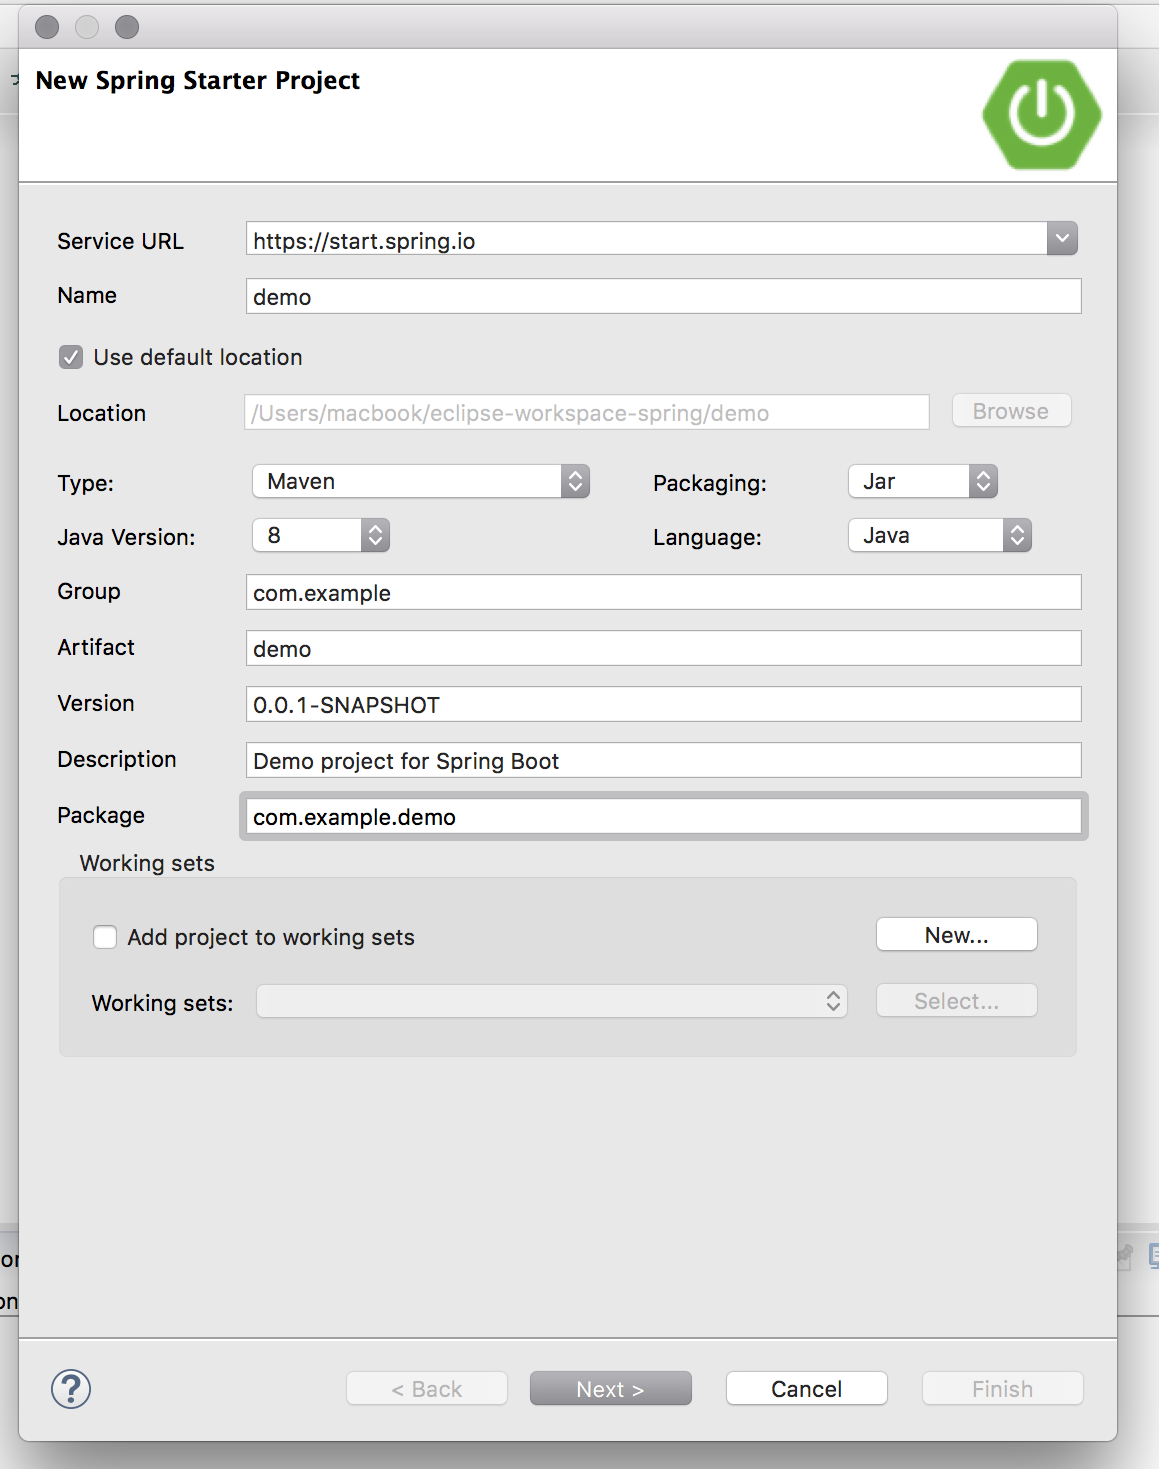 New Spring Starter Project
Service URL https://start.spring.io
Name demo
Use default location
Location /Users/macbook/eclipse-workspace-spring/demo Browse
Type: Maven Packaging: Jar
Java Version: 8 Language: Java
Group com.example
Artifact demo
Version 0.0.1-SNAPSHOT
Description Demo project for Spring Boot
Package com.example.demo
Working sets
Add project to working sets New...
Working sets: Select...
? < Back Next > Cancel Finish